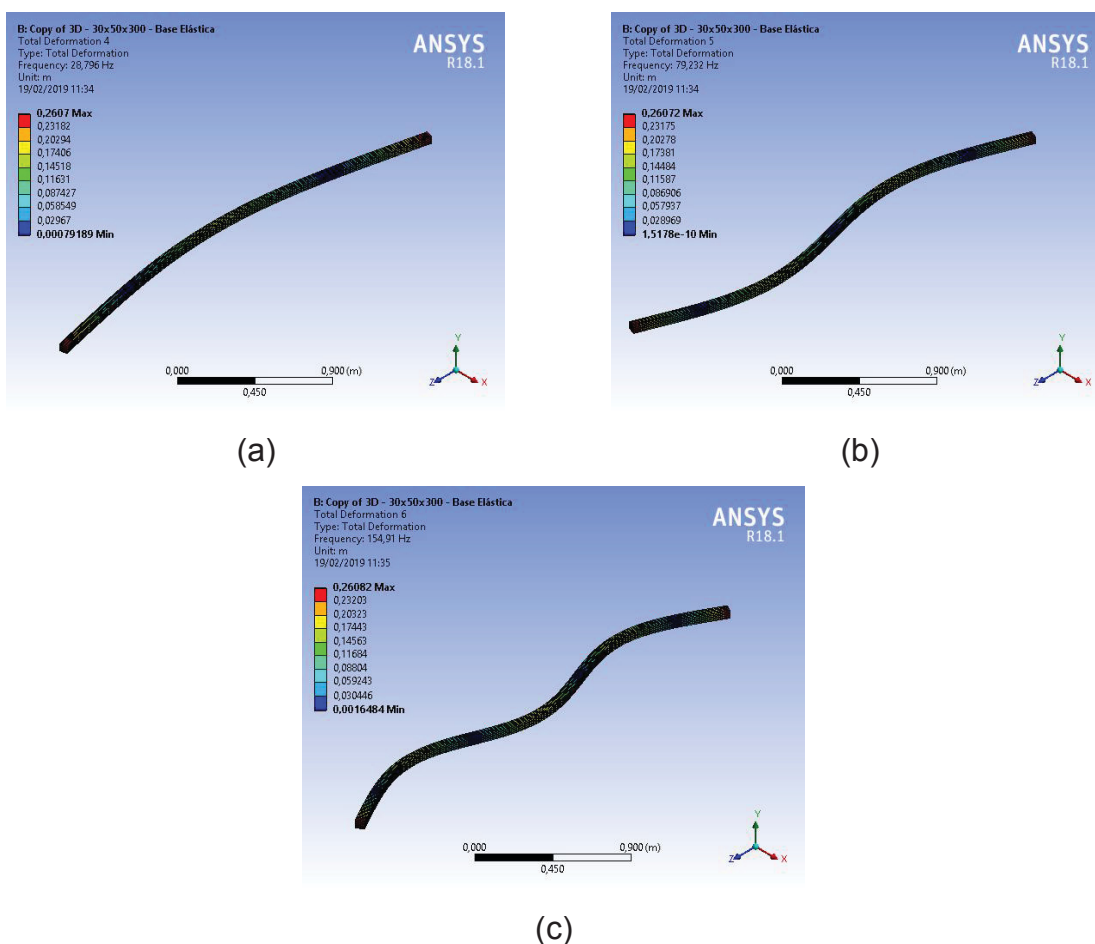 B: Copy of 3D - 30x50x300 - Base Elástica
Total Deformation 4
Type: Total Deformation
Frequency: 28,796 Hz
Unit: m
19/02/2019 11:34
ANSYS
R18.1
0,2607 Max
0,23182
0,20294
0,17406
0,14518
0,11631
0,087427
0,058549
0,02967
0,00079189 Min
0,000
0,900 (m)
0,450
Y
Z
X
(a)
B: Copy of 3D - 30x50x300 - Base Elástica
Total Deformation 5
Type: Total Deformation
Frequency: 79,232 Hz
Unit: m
19/02/2019 11:34
ANSYS
R18.1
0,26072 Max
0,23175
0,20278
0,17381
0,14484
0,11587
0,086906
0,057937
0,028969
1,5178e-10 Min
0,000
0,900 (m)
0,450
Y
Z
X
(b)
B: Copy of 3D - 30x50x300 - Base Elástica
Total Deformation 6
Type: Total Deformation
Frequency: 154,91 Hz
Unit: m
19/02/2019 11:35
ANSYS
R18.1
0,26082 Max
0,23203
0,20323
0,17443
0,14563
0,11684
0,08804
0,059243
0,030446
0,0016484 Min
0,000
0,900 (m)
0,450
Y
Z
X
(c)